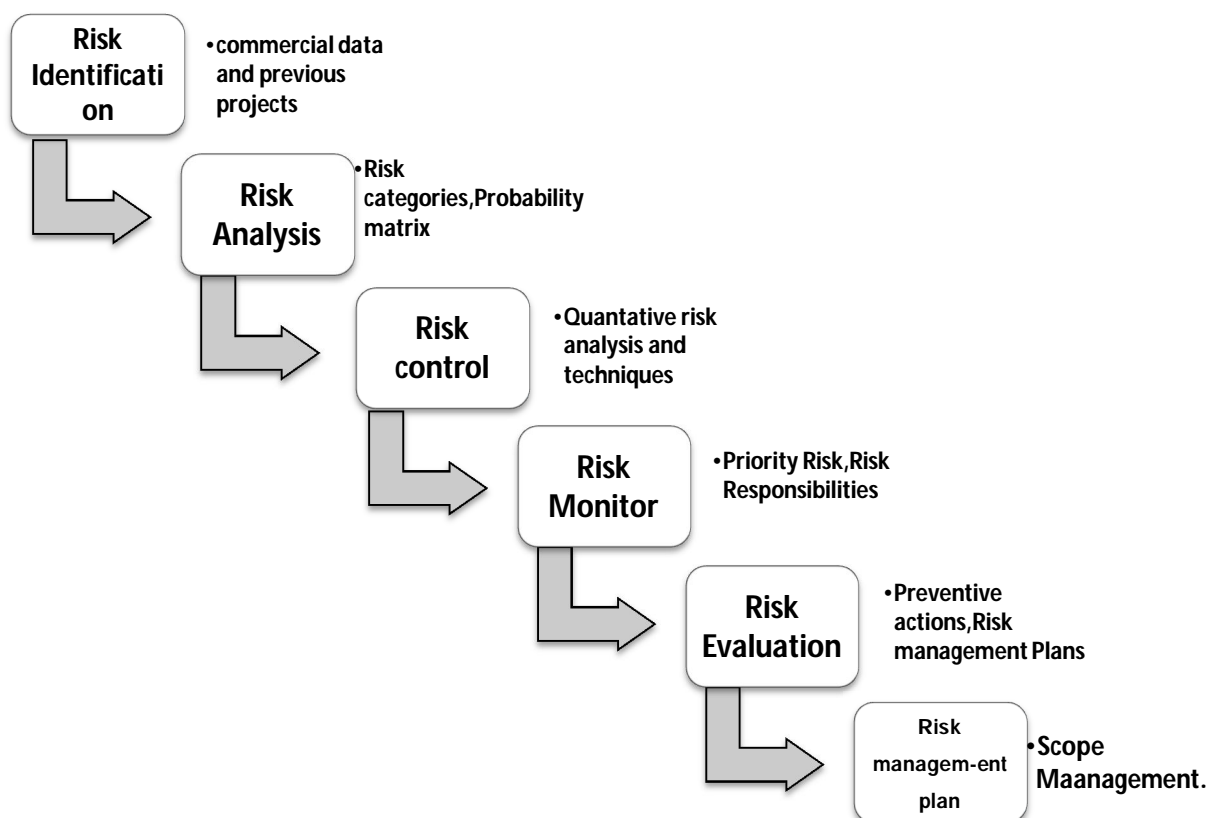 Risk
Identificati
on
•commercial data
and previous
projects
Risk
Analysis
•Risk
categories,Probability
matrix
Risk
control
•Quantative risk
analysis and
techniques
Risk
Monitor
•Priority Risk,Risk
Responsibilities
Risk
Evaluation
•Preventive
actions,Risk
management Plans
Risk
managem-ent
plan
•Scope
Maanagement.